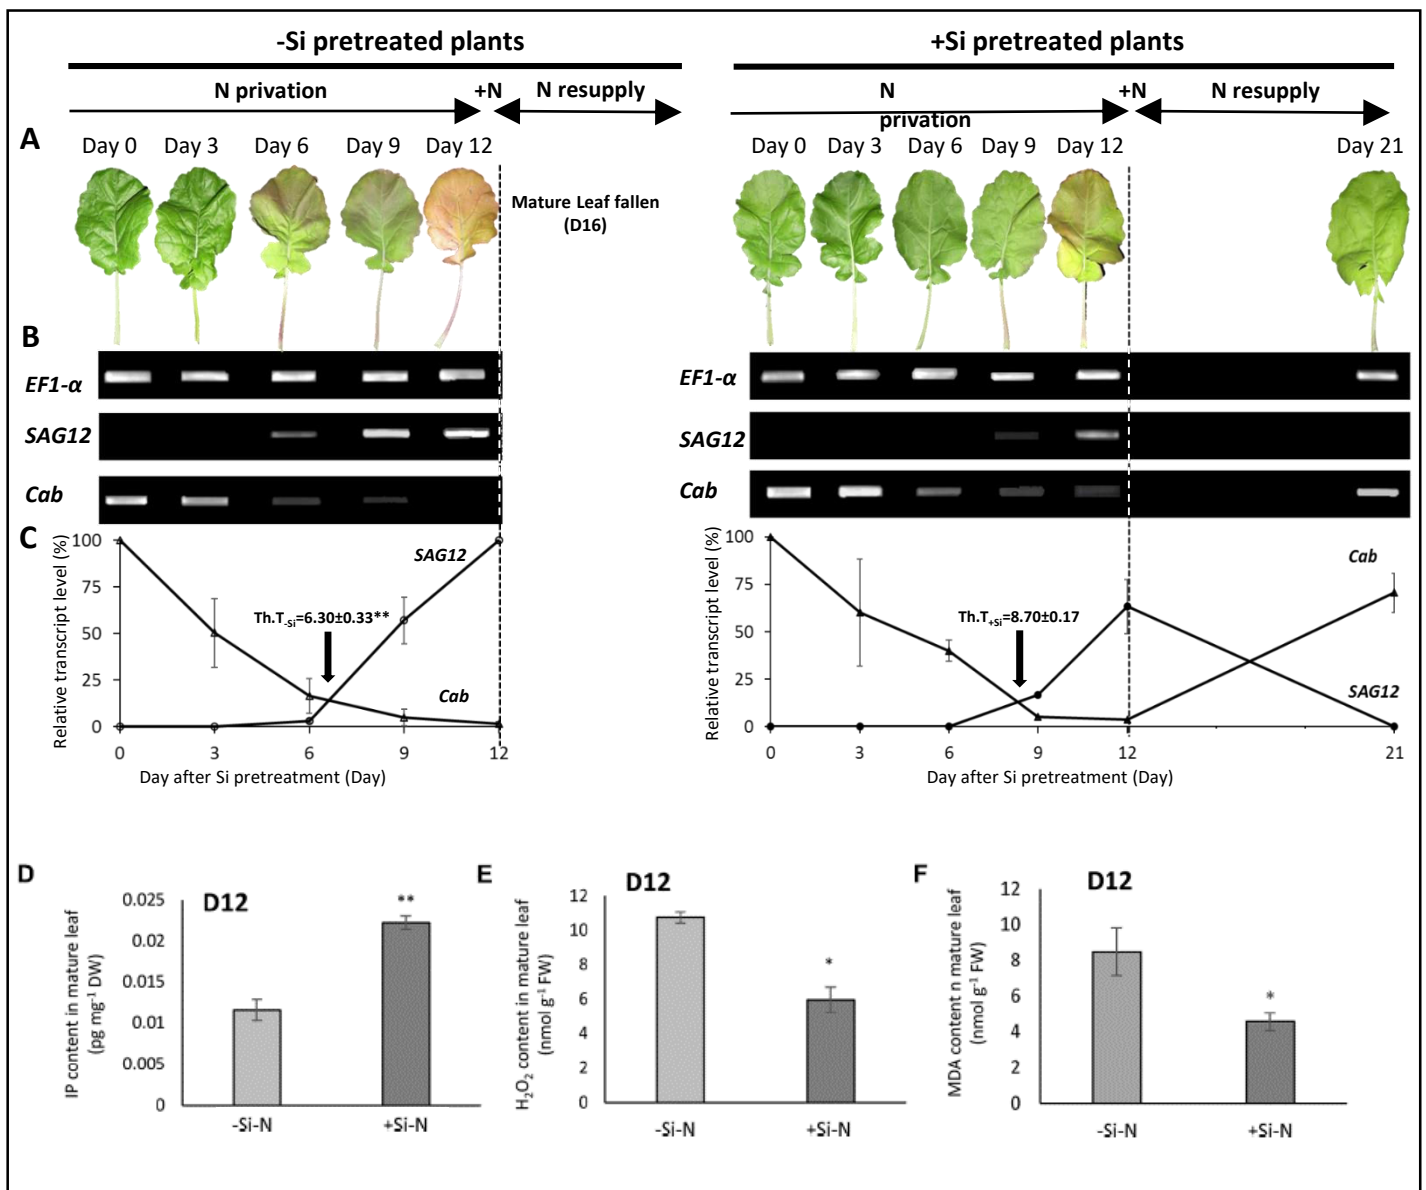 -Si pretreated plants
+Si pretreated plants
N privation
+N
N resupply
N
privation
+N
N resupply
A
Day 0
Day 3
Day 6
Day 9
Day 12
Day 0
Day 3
Day 6
Day 9
Day 12
Day 21
Mature Leaf fallen
(D16)
B
EF1-α
SAG12
Cab
EF1-α
SAG12
Cab
C
Relative transcript level (%)
100
75
50
25
0
SAG12
Th.T-Si=6.30±0.33**
Cab
0 3 6 9 12
Day after Si pretreatment (Day)
Relative transcript level (%)
100
75
50
25
0
Cab
Th.T+Si=8.70±0.17
SAG12
0 3 6 9 12 21
Day after Si pretreatment (Day)
D
D12
IP content in mature leaf
(pg mg⁻¹ DW)
0.025
0.02
0.015
0.01
0.005
0
**
-Si-N
+Si-N
E
D12
H₂O₂ content in mature leaf
(nmol g⁻¹ FW)
12
10
8
6
4
2
0
*
-Si-N
+Si-N
F
D12
MDA content n mature leaf
(nmol g⁻¹ FW)
12
10
8
6
4
2
0
*
-Si-N
+Si-N